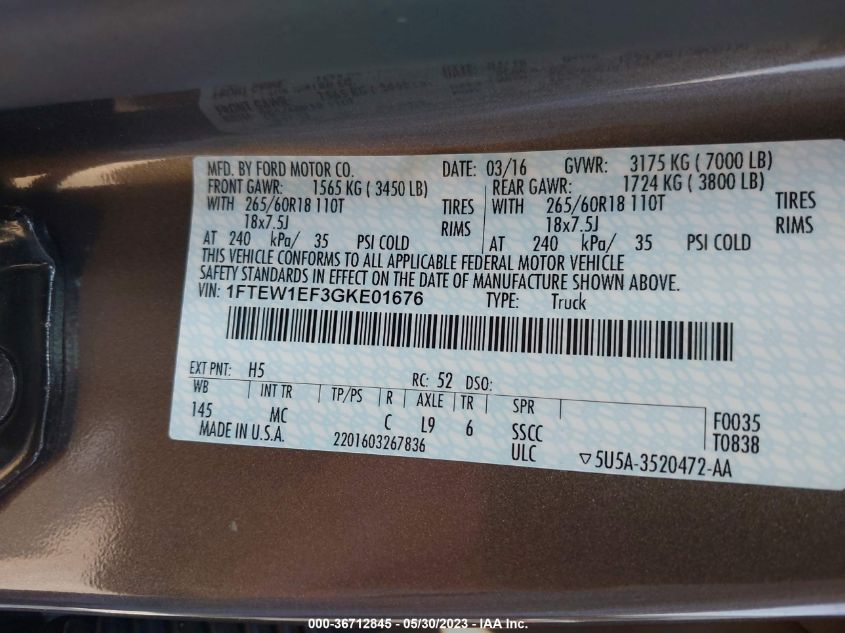 MFD. BY FORD MOTOR CO. DATE: 03/16 GVWR: 3175 KG ( 7000 LB)
FRONT GAWR: 1565 KG ( 3450 LB) REAR GAWR: 1724 KG ( 3800 LB)
WITH 265/60R18 110T TIRES WITH 265/60R18 110T TIRES
18x7.5J RIMS 18x7.5J RIMS
AT 240 kPa/ 35 PSI COLD AT 240 kPa/ 35 PSI COLD
THIS VEHICLE CONFORMS TO ALL APPLICABLE FEDERAL MOTOR VEHICLE
SAFETY STANDARDS IN EFFECT ON THE DATE OF MANUFACTURE SHOWN ABOVE.
VIN: 1FTEW1EF3GKE01676 TYPE: Truck
EXT PNT: H5 RC: 52 DSO:
WB INT TR TP/PS R AXLE TR SPR
145 MC C L9 6 SSCC F0035
MADE IN U.S.A. 2201603267836 ULC T0838
▽5U5A-3520472-AA
000-36712845 - 05/30/2023 - IAA Inc.